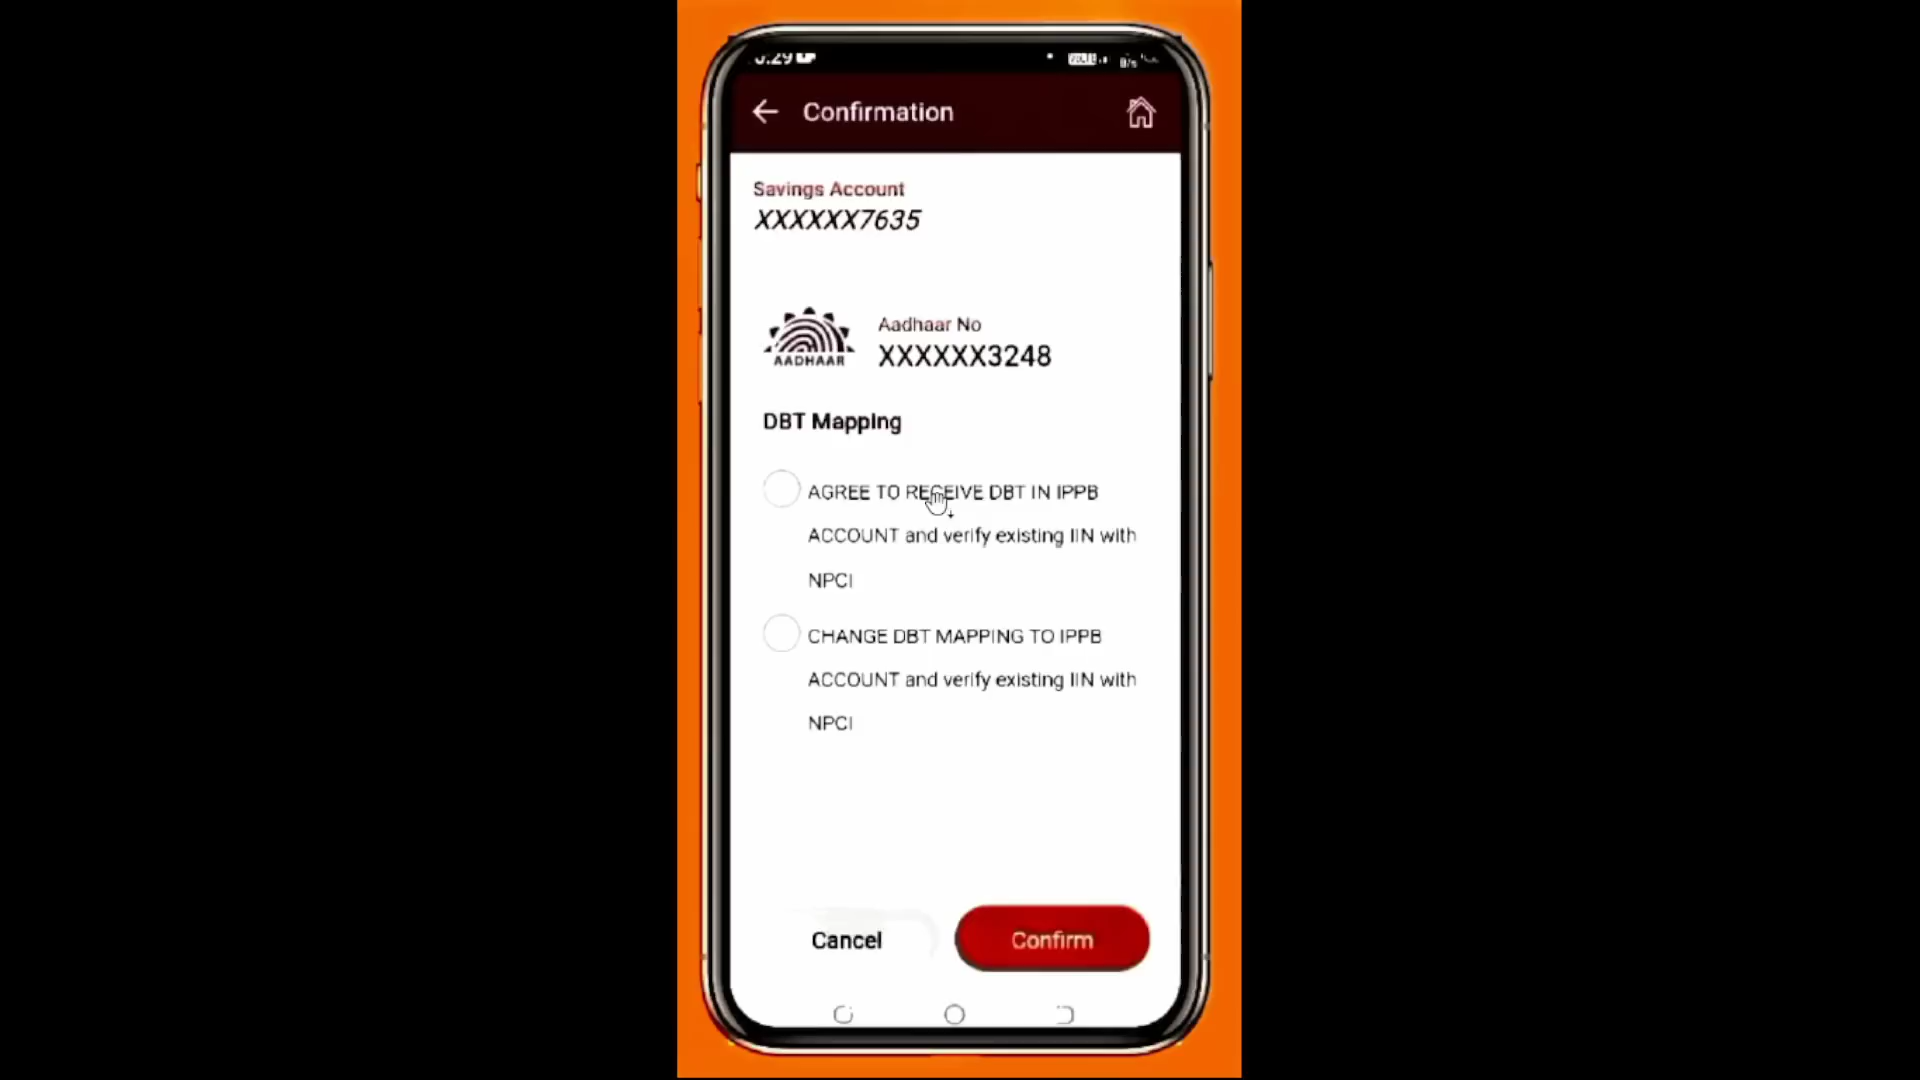 Confirmation
Savings Account
XXXXXX7635
Aadhaar No
AADHAAR
XXXXXX3248
DBT Mapping
AGREE TO RECEIVE DBT IN IPPB
ACCOUNT and verify existing IIN with
NPCI
CHANGE DBT MAPPING TO IPPB
ACCOUNT and verify existing IIN with
NPCI
Cancel
Confirm